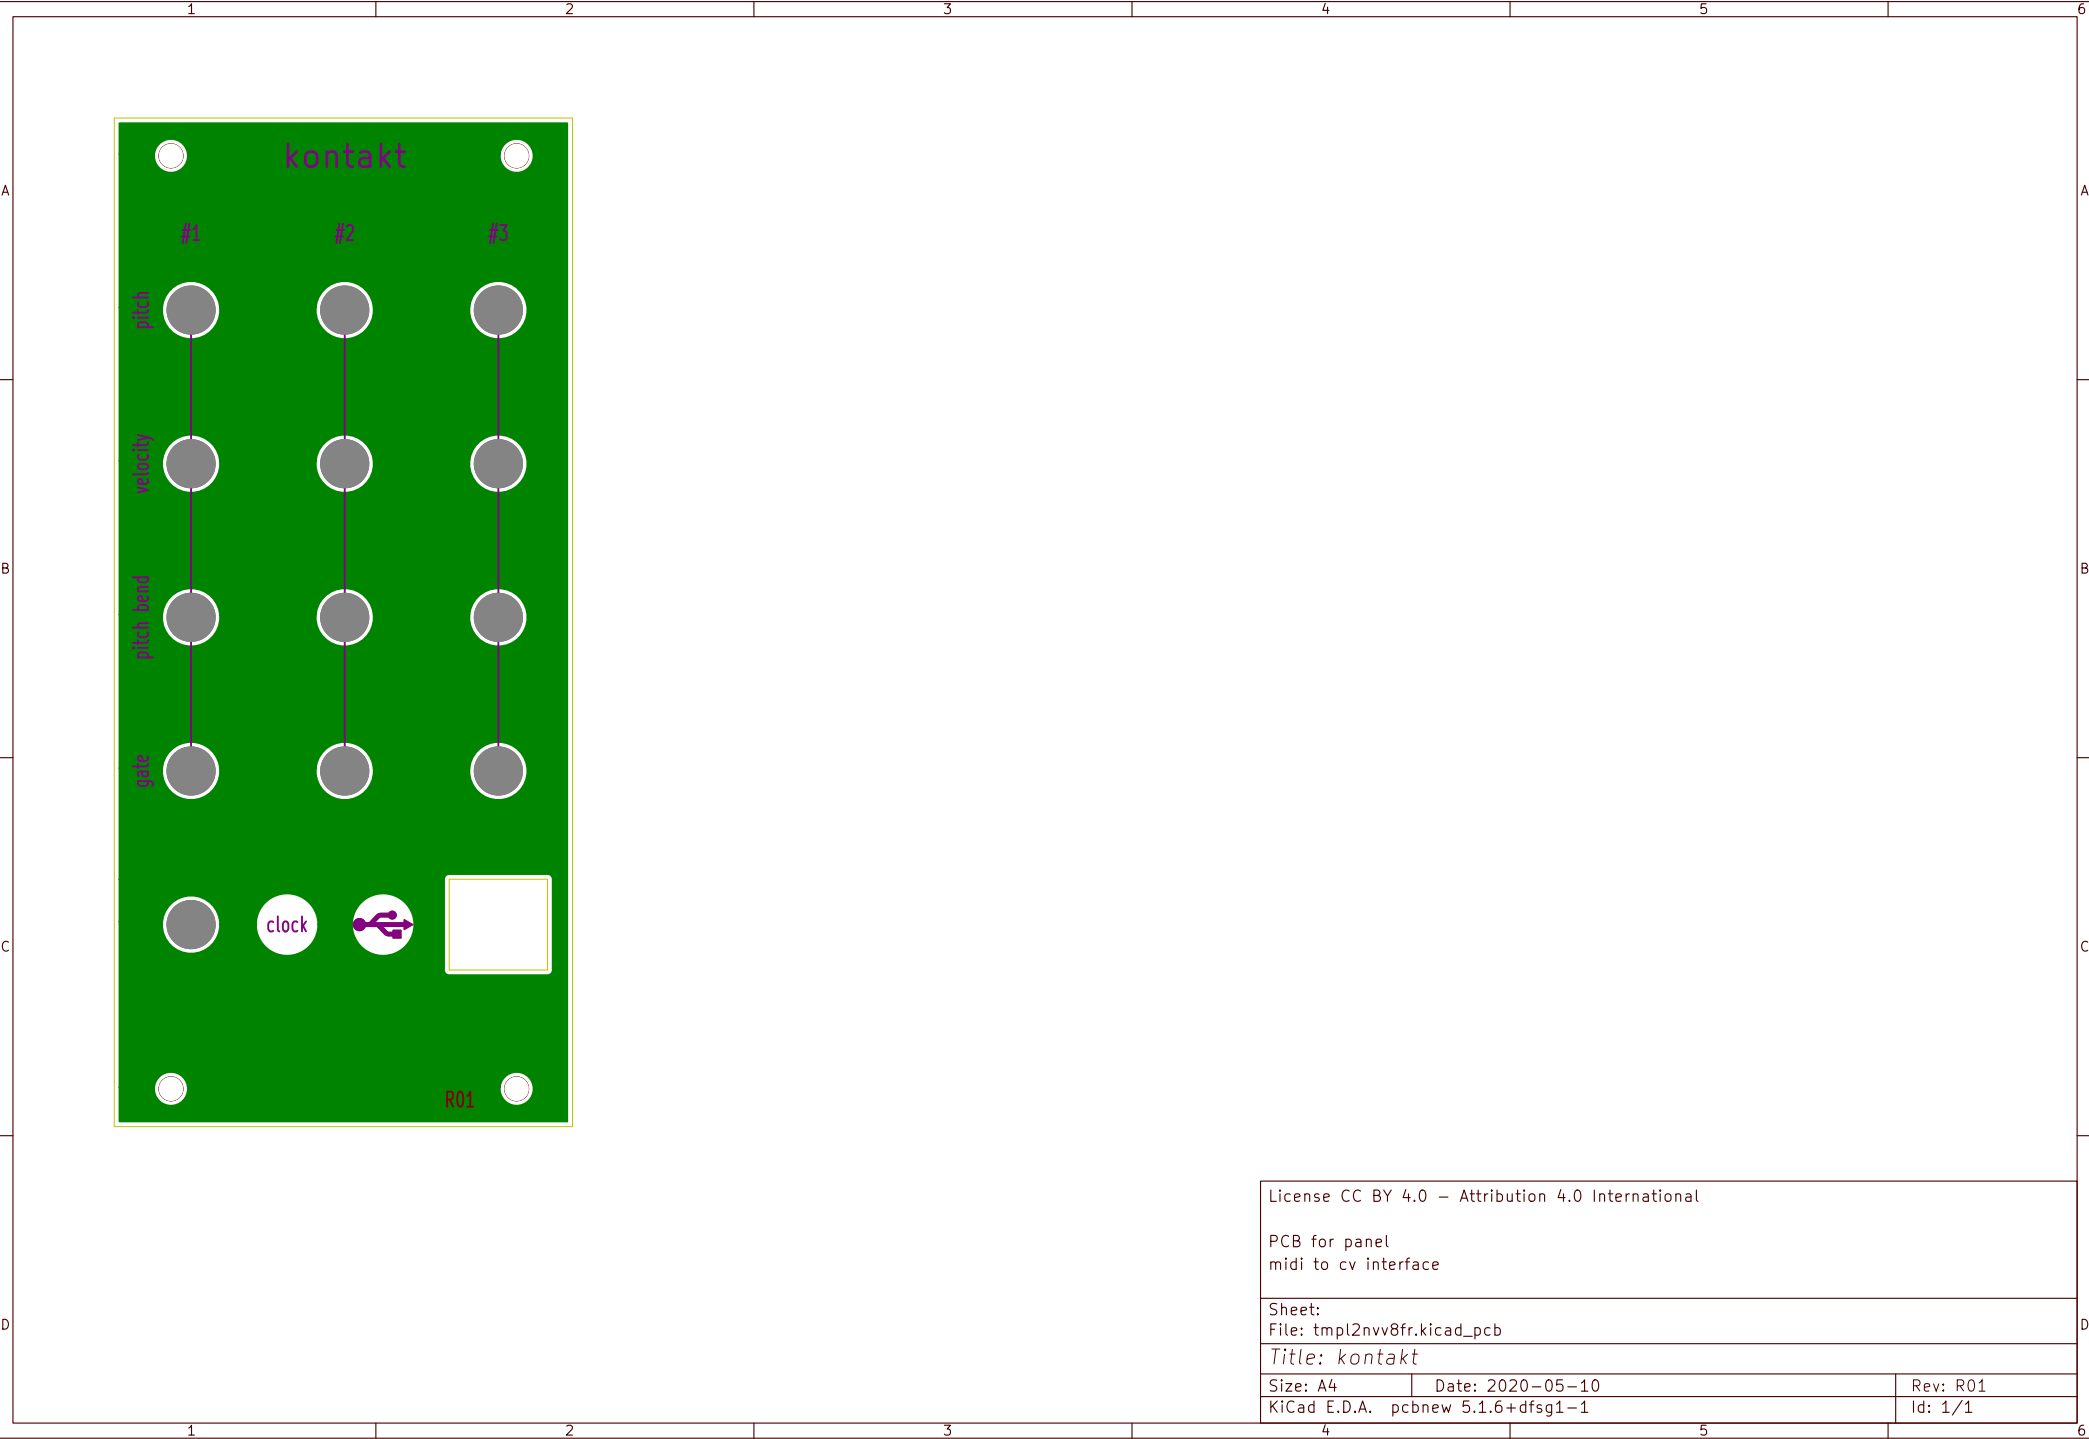 1 2 3 4 5 6
kontakt
A A
#1 #2 #3
pitch
velocity
B B
pitch bend
gate
clock
C C
R01
License CC BY 4.0 – Attribution 4.0 International
PCB for panel
midi to cv interface
Sheet:
D D
File: tmpl2nvv8fr.kicad_pcb
Title: kontakt
Size: A4 Date: 2020-05-10 Rev: R01
KiCad E.D.A. pcbnew 5.1.6+dfsg1-1 Id: 1/1
1 2 3 4 5 6